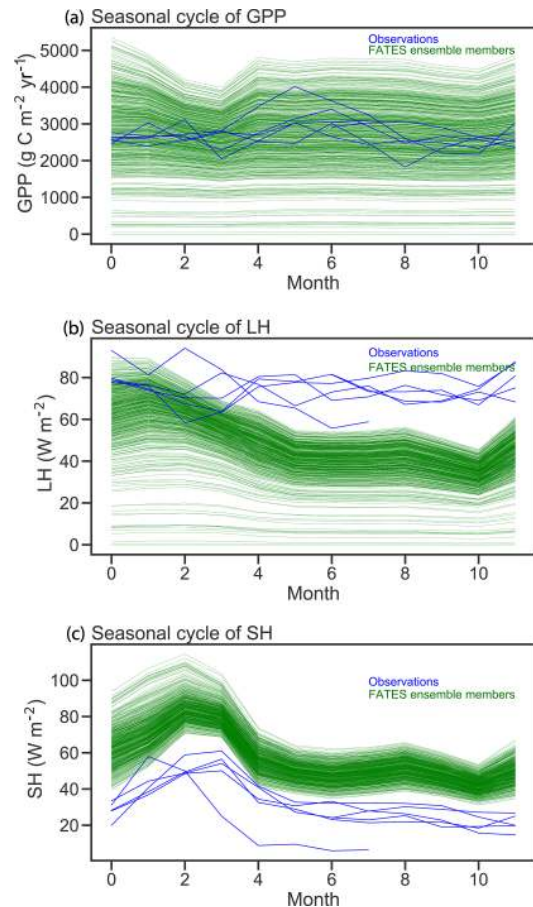 (a) Seasonal cycle of GPP
Observations
FATES ensemble members
5000
4000
3000
2000
1000
0
GPP (g C m⁻² yr⁻¹)
0 2 4 6 8 10
Month
(b) Seasonal cycle of LH
Observations
FATES ensemble members
80
60
40
20
0
LH (W m⁻²)
0 2 4 6 8 10
Month
(c) Seasonal cycle of SH
Observations
FATES ensemble members
100
80
60
40
20
SH (W m⁻²)
0 2 4 6 8 10
Month